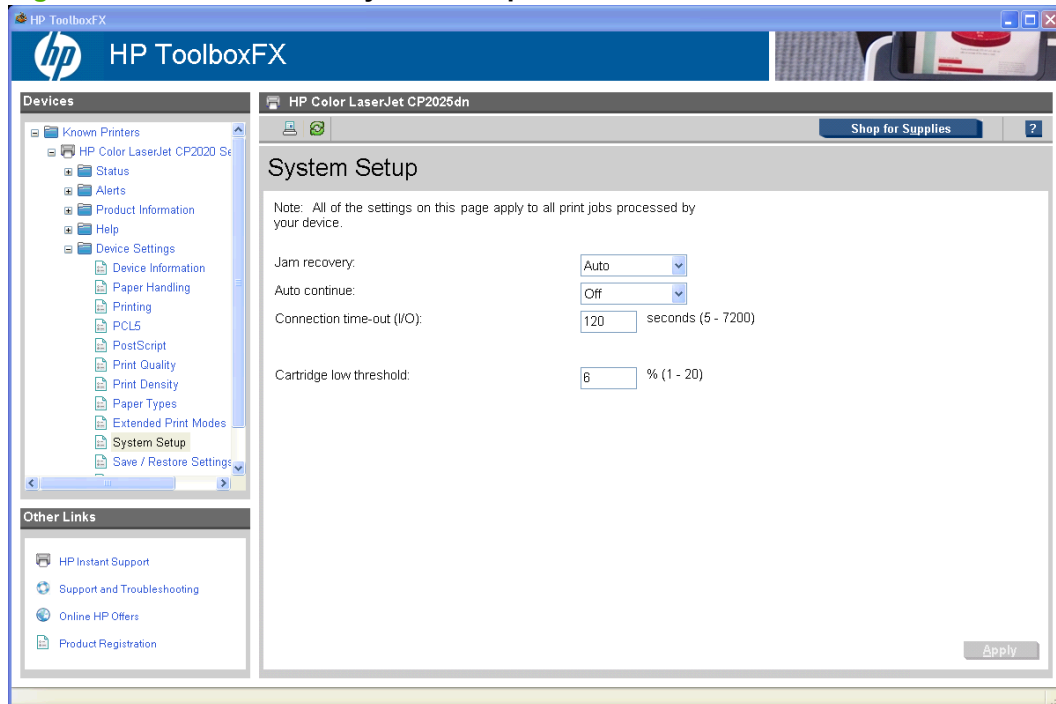 HP ToolboxFX
hp
HP ToolboxFX
Devices
Known Printers
HP Color LaserJet CP2020 Se
Status
Alerts
Product Information
Help
Device Settings
Device Information
Paper Handling
Printing
PCL5
PostScript
Print Quality
Print Density
Paper Types
Extended Print Modes
System Setup
Save / Restore Settings
Other Links
HP Instant Support
Support and Troubleshooting
Online HP Offers
Product Registration
HP Color LaserJet CP2025dn
Shop for Supplies ?
System Setup
Note: All of the settings on this page apply to all print jobs processed by
your device.
Jam recovery: Auto
Auto continue: Off
Connection time-out (I/O): 120 seconds (5 - 7200)
Cartridge low threshold: 6 % (1 - 20)
Apply